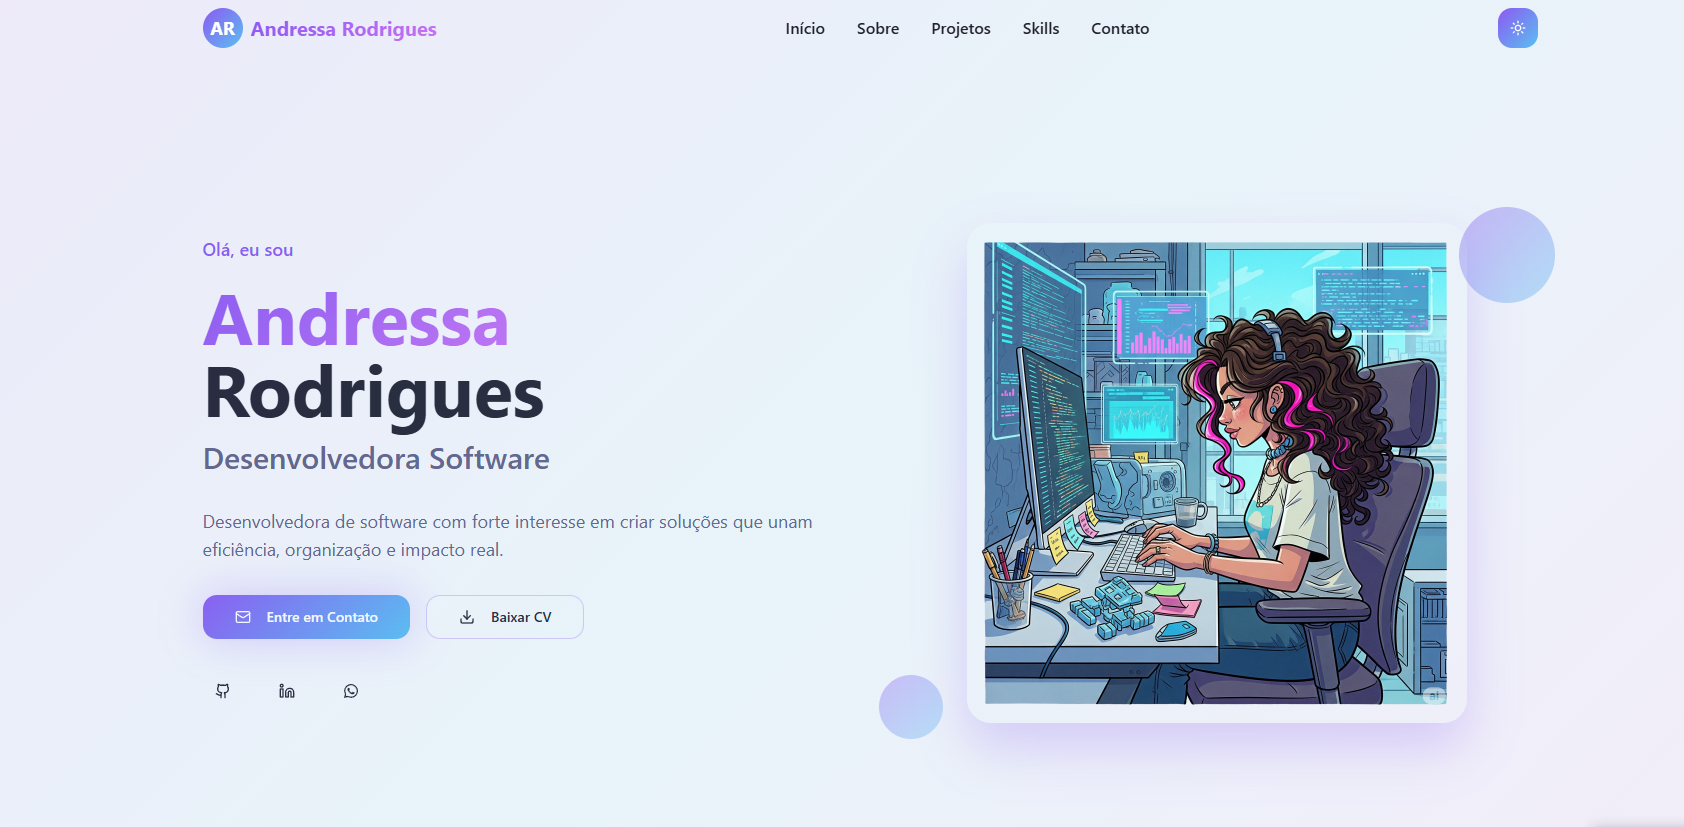 AR Andressa Rodrigues
Início Sobre Projetos Skills Contato
Olá, eu sou
Andressa
Rodrigues
Desenvolvedora Software
Desenvolvedora de software com forte interesse em criar soluções que unam
eficiência, organização e impacto real.
Entre em Contato
Baixar CV